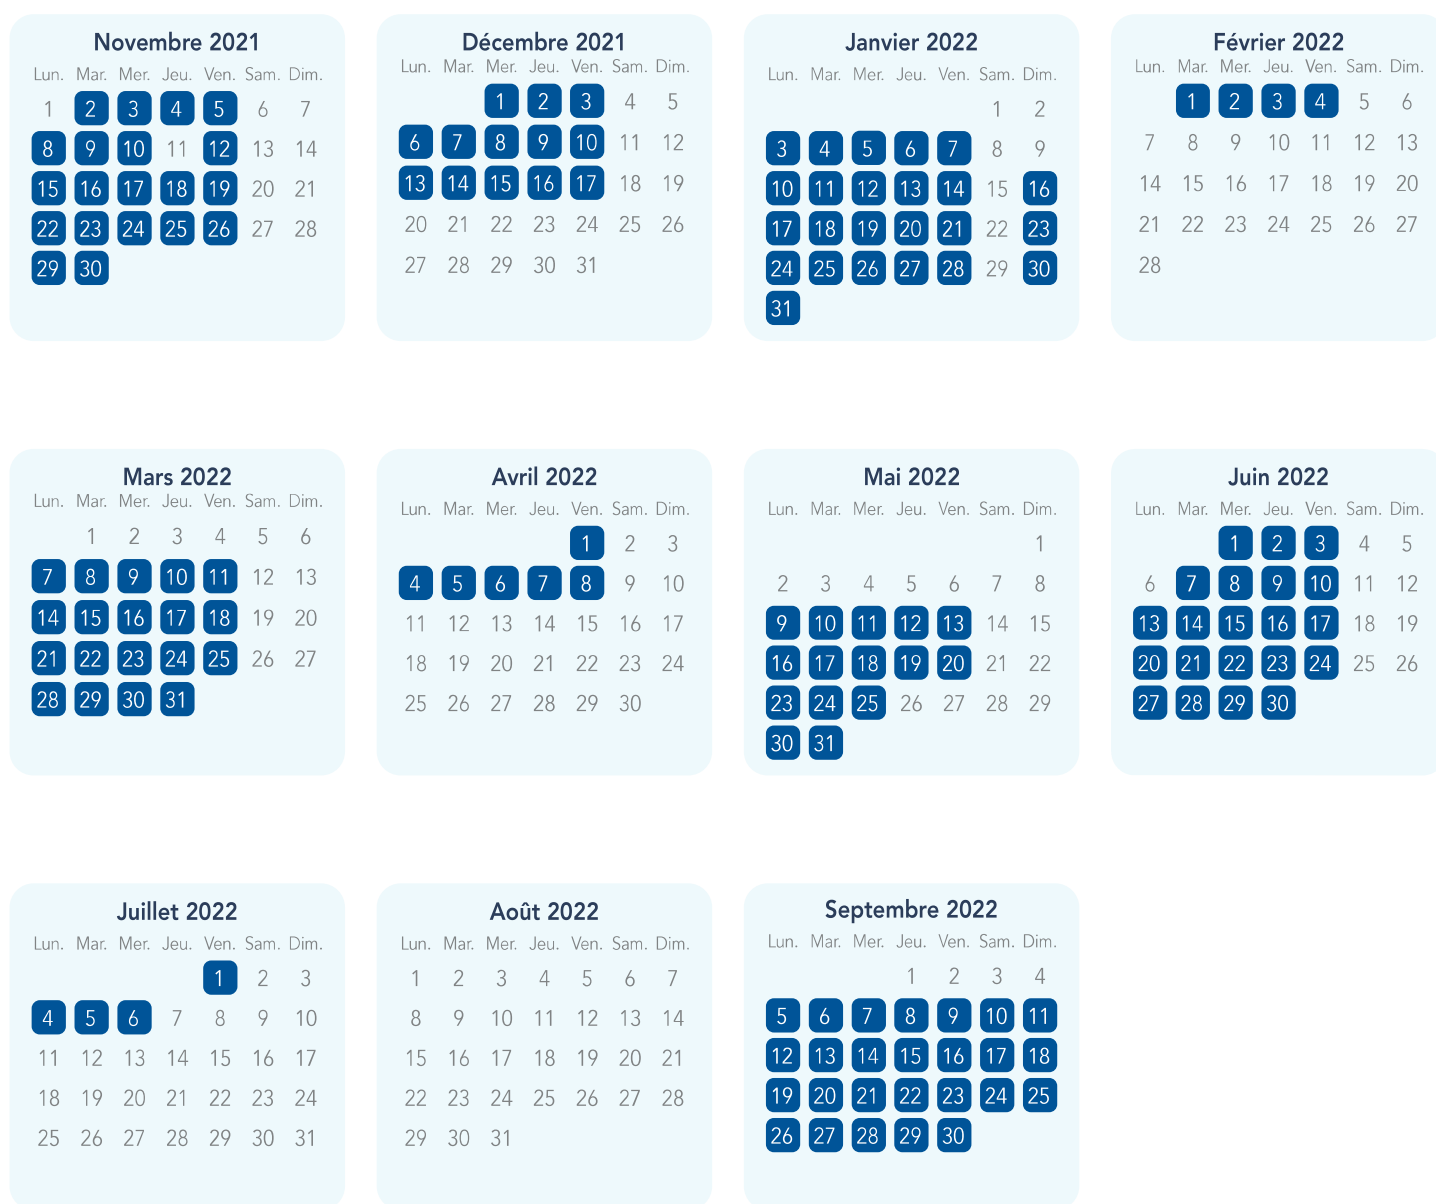 Novembre 2021
Lun. Mar. Mer. Jeu. Ven. Sam. Dim.
1 2 3 4 5 6 7
8 9 10 11 12 13 14
15 16 17 18 19 20 21
22 23 24 25 26 27 28
29 30
Décembre 2021
Lun. Mar. Mer. Jeu. Ven. Sam. Dim.
1 2 3 4 5
6 7 8 9 10 11 12
13 14 15 16 17 18 19
20 21 22 23 24 25 26
27 28 29 30 31
Janvier 2022
Lun. Mar. Mer. Jeu. Ven. Sam. Dim.
1 2
3 4 5 6 7 8 9
10 11 12 13 14 15 16
17 18 19 20 21 22 23
24 25 26 27 28 29 30
31
Février 2022
Lun. Mar. Mer. Jeu. Ven. Sam. Dim.
1 2 3 4 5 6
7 8 9 10 11 12 13
14 15 16 17 18 19 20
21 22 23 24 25 26 27
28
Mars 2022
Lun. Mar. Mer. Jeu. Ven. Sam. Dim.
1 2 3 4 5 6
7 8 9 10 11 12 13
14 15 16 17 18 19 20
21 22 23 24 25 26 27
28 29 30 31
Avril 2022
Lun. Mar. Mer. Jeu. Ven. Sam. Dim.
1 2 3
4 5 6 7 8 9 10
11 12 13 14 15 16 17
18 19 20 21 22 23 24
25 26 27 28 29 30
Mai 2022
Lun. Mar. Mer. Jeu. Ven. Sam. Dim.
1
2 3 4 5 6 7 8
9 10 11 12 13 14 15
16 17 18 19 20 21 22
23 24 25 26 27 28 29
30 31
Juin 2022
Lun. Mar. Mer. Jeu. Ven. Sam. Dim.
1 2 3 4 5
6 7 8 9 10 11 12
13 14 15 16 17 18 19
20 21 22 23 24 25 26
27 28 29 30
Juillet 2022
Lun. Mar. Mer. Jeu. Ven. Sam. Dim.
1 2 3
4 5 6 7 8 9 10
11 12 13 14 15 16 17
18 19 20 21 22 23 24
25 26 27 28 29 30 31
Août 2022
Lun. Mar. Mer. Jeu. Ven. Sam. Dim.
1 2 3 4 5 6 7
8 9 10 11 12 13 14
15 16 17 18 19 20 21
22 23 24 25 26 27 28
29 30 31
Septembre 2022
Lun. Mar. Mer. Jeu. Ven. Sam. Dim.
1 2 3 4
5 6 7 8 9 10 11
12 13 14 15 16 17 18
19 20 21 22 23 24 25
26 27 28 29 30